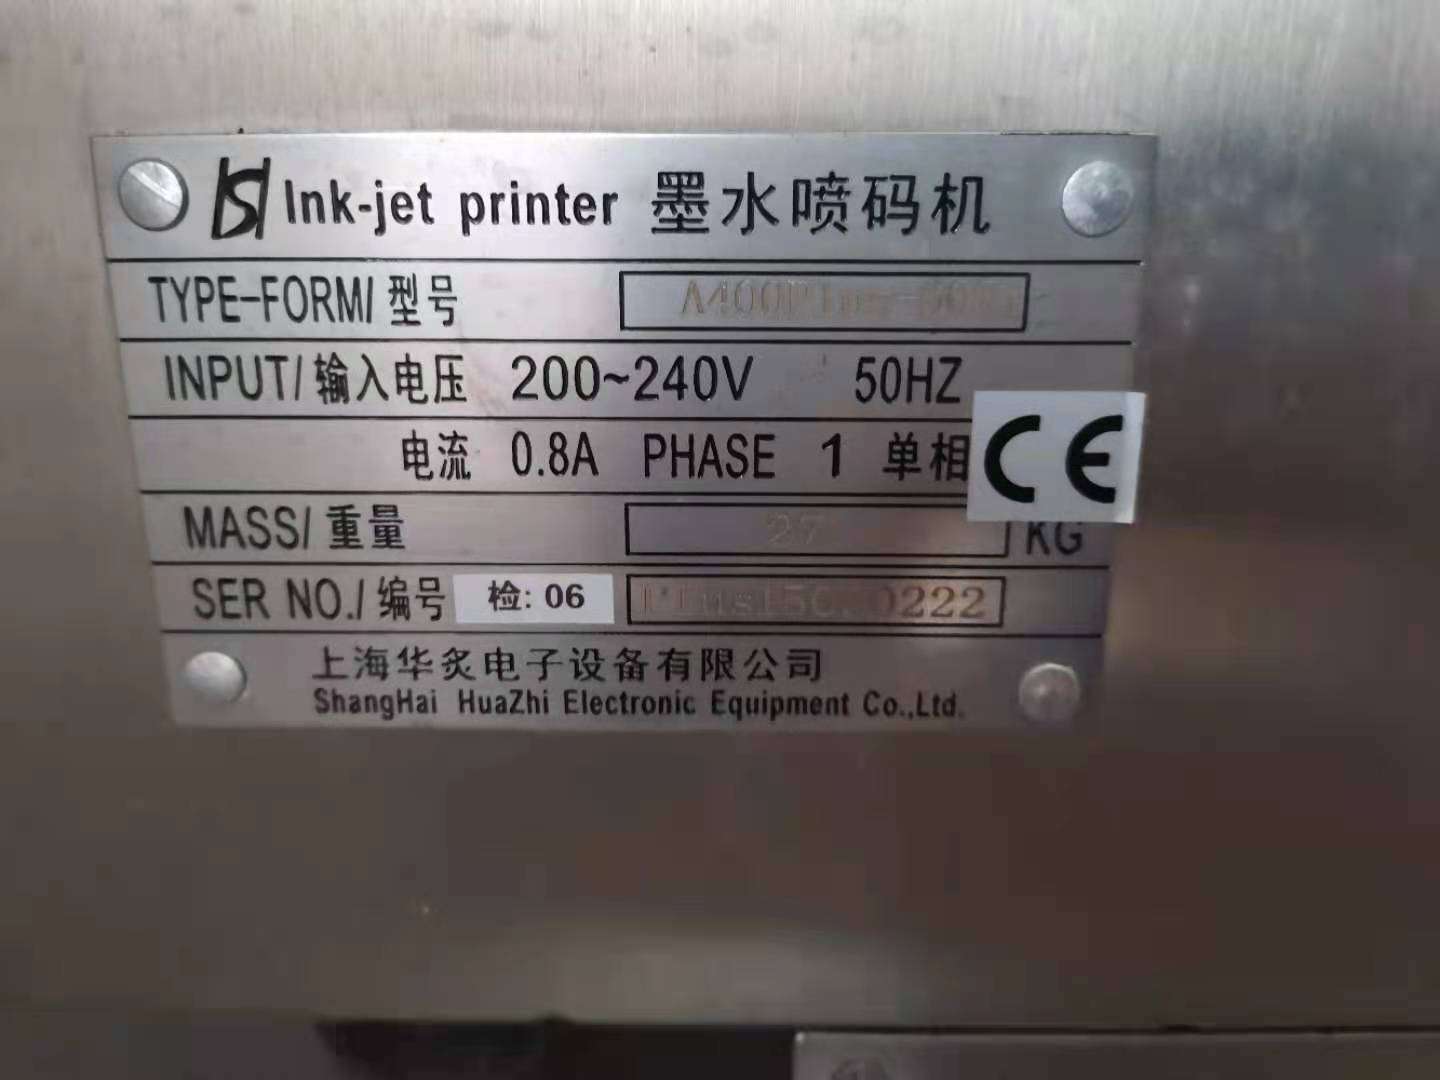 Ink-jet printer 墨水喷码机
TYPE-FORM/ 型号
INPUT/ 输入电压 200~240V 50HZ
电流 0.8A PHASE 1 单相
CE
MASS/ 重量 27 KG
SER NO./ 编号 检: 06
上海华炙电子设备有限公司
ShangHai HuaZhi Electronic Equipment Co.,Ltd.